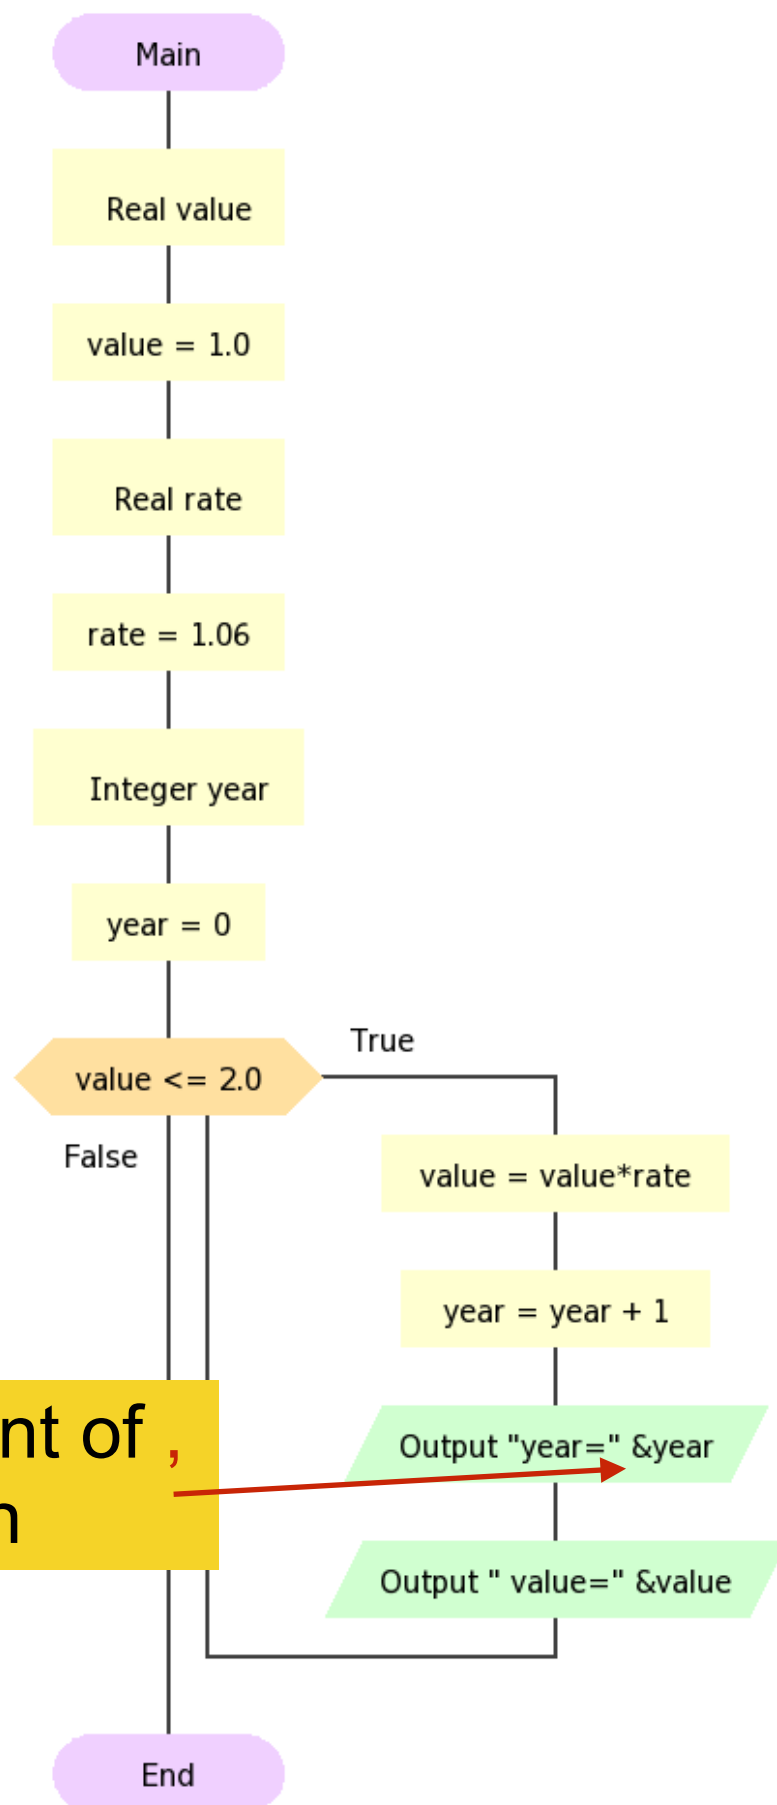 Main
Real value
value = 1.0
Real rate
rate = 1.06
Integer year
year = 0
value <= 2.0
True
False
value = value*rate
year = year + 1
Output "year=" &year
nt of ,
n
Output " value=" &value
End